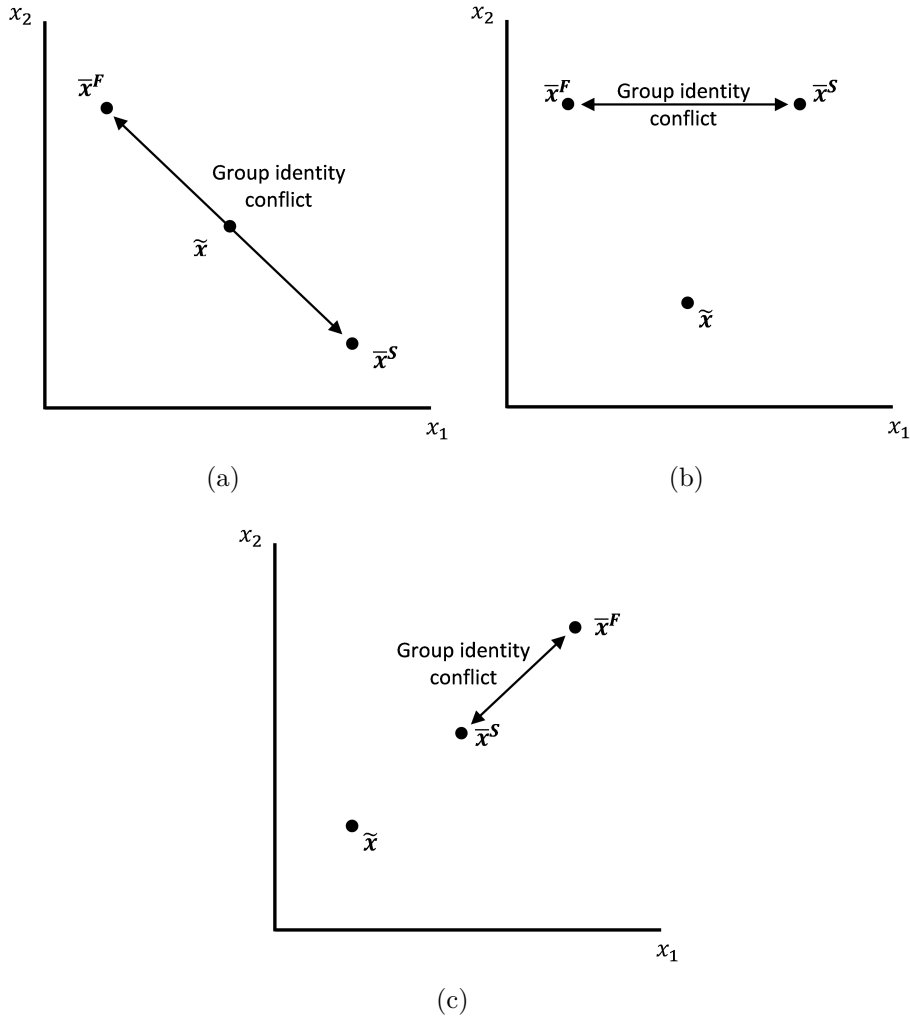 x₂
x̅ᶠ
Group identity
conflict
x̃
x̅ˢ
x₁
(a)
x₂
x̅ᶠ
Group identity
conflict
x̅ˢ
x̃
x₁
(b)
x₂
x̅ᶠ
Group identity
conflict
x̅ˢ
x̃
x₁
(c)